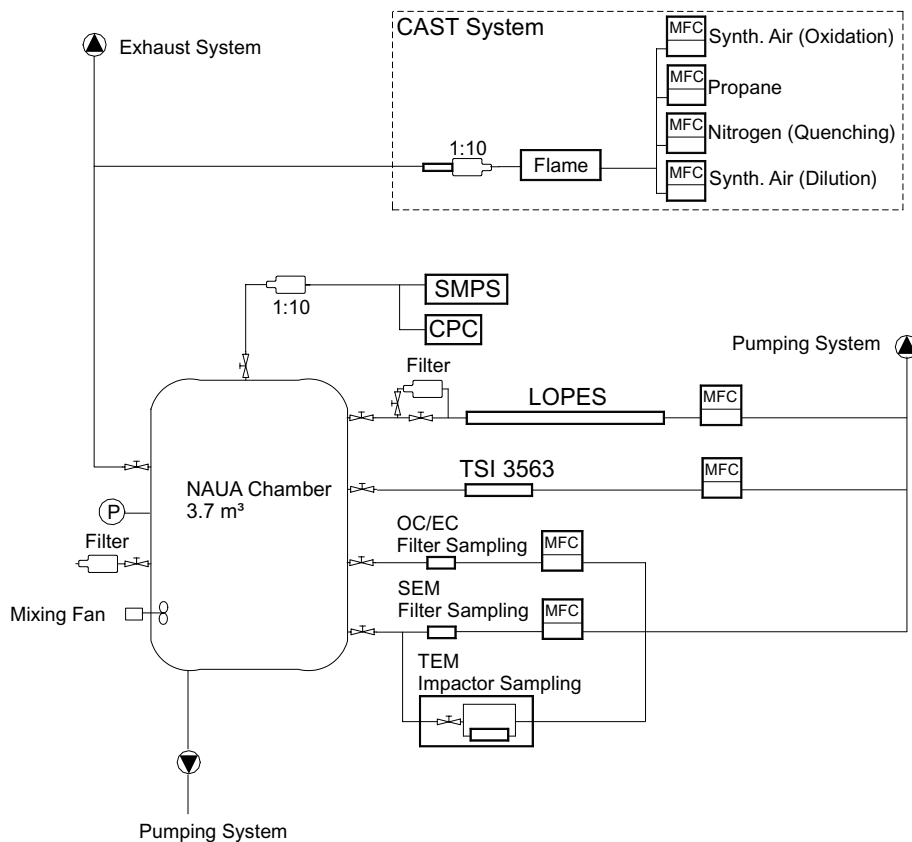 CAST System
Exhaust System
MFC
Synth. Air (Oxidation)
MFC
Propane
MFC
Nitrogen (Quenching)
MFC
Synth. Air (Dilution)
1:10
Flame
SMPS
1:10
CPC
Pumping System
Filter
LOPES
MFC
TSI 3563
MFC
NAUA Chamber
3.7 m³
P
OC/EC
Filter Sampling
MFC
Filter
SEM
Filter Sampling
MFC
Mixing Fan
TEM
Impactor Sampling
Pumping System